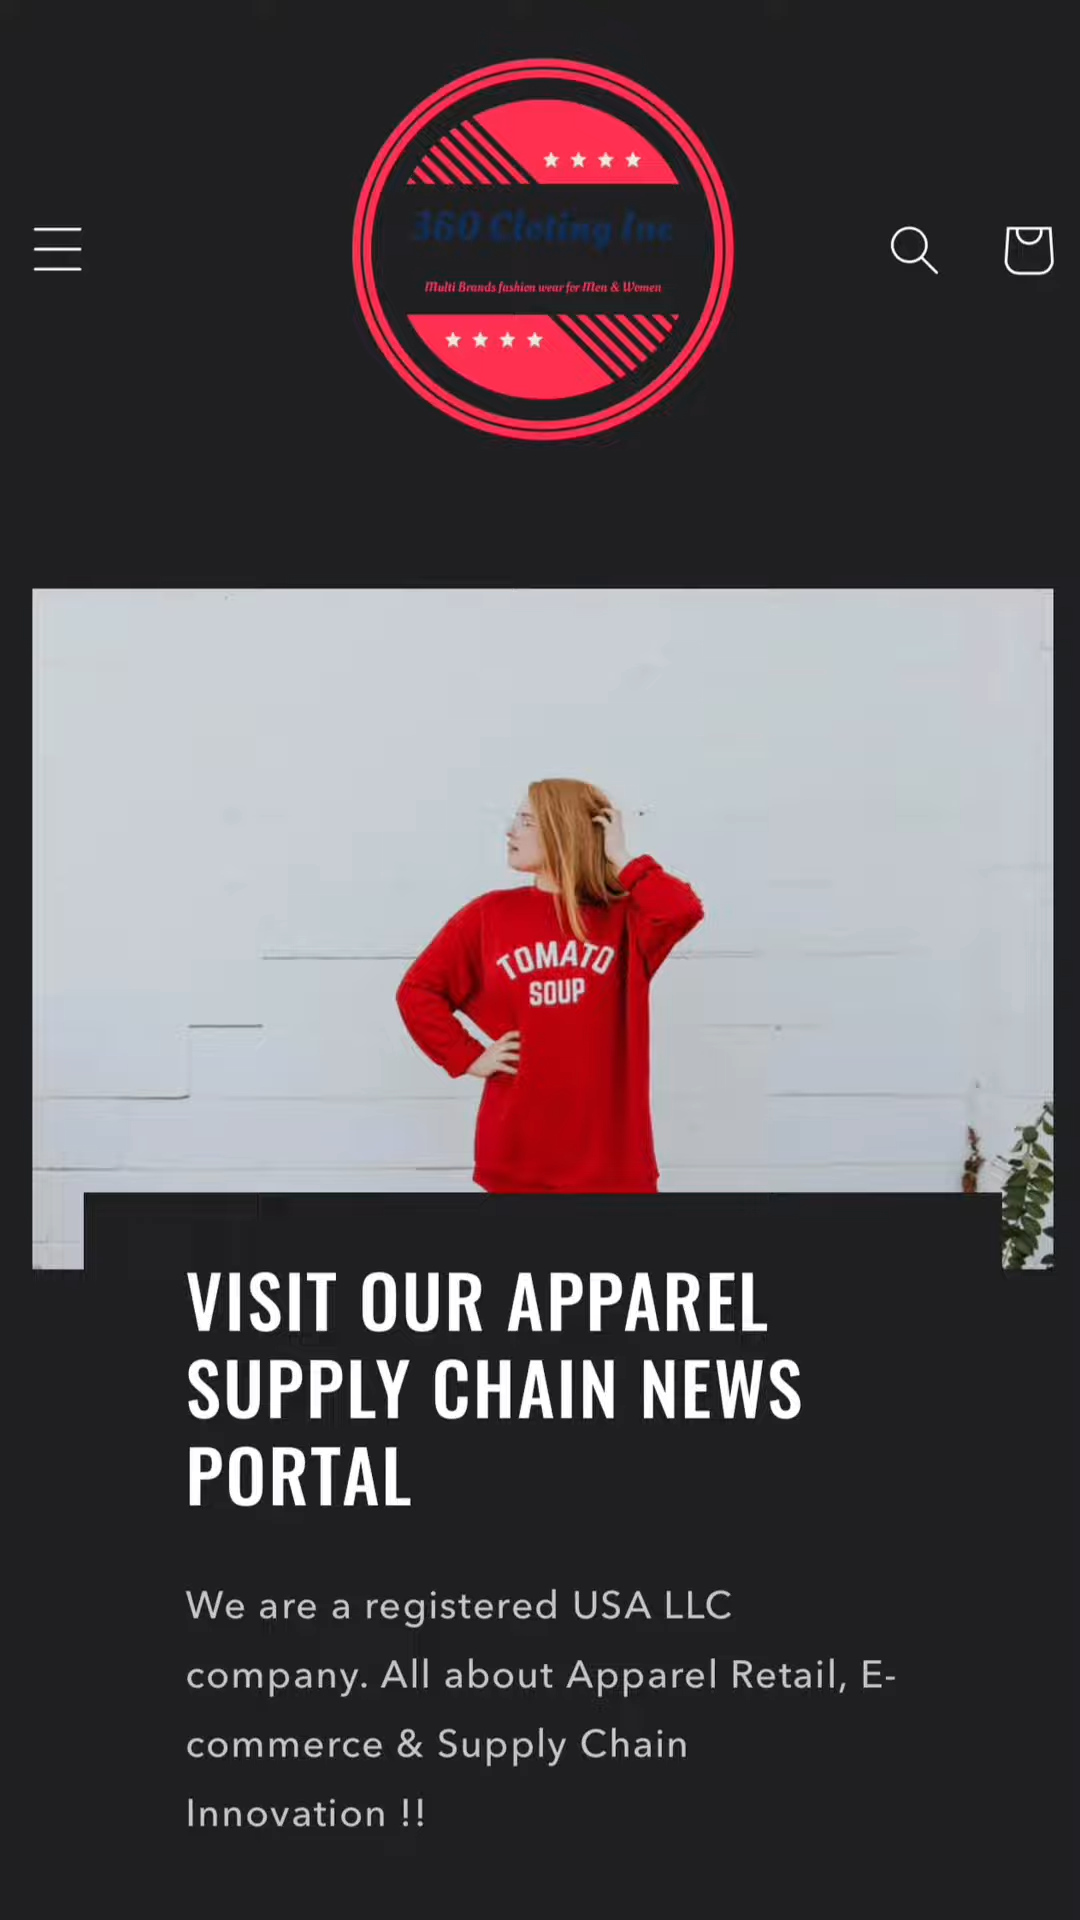 360 Cloting Inc
Multi Brands fashion wear for Men & Women
TOMATO
SOUP
VISIT OUR APPAREL
SUPPLY CHAIN NEWS
PORTAL
We are a registered USA LLC
company. All about Apparel Retail, E-
commerce & Supply Chain
Innovation !!